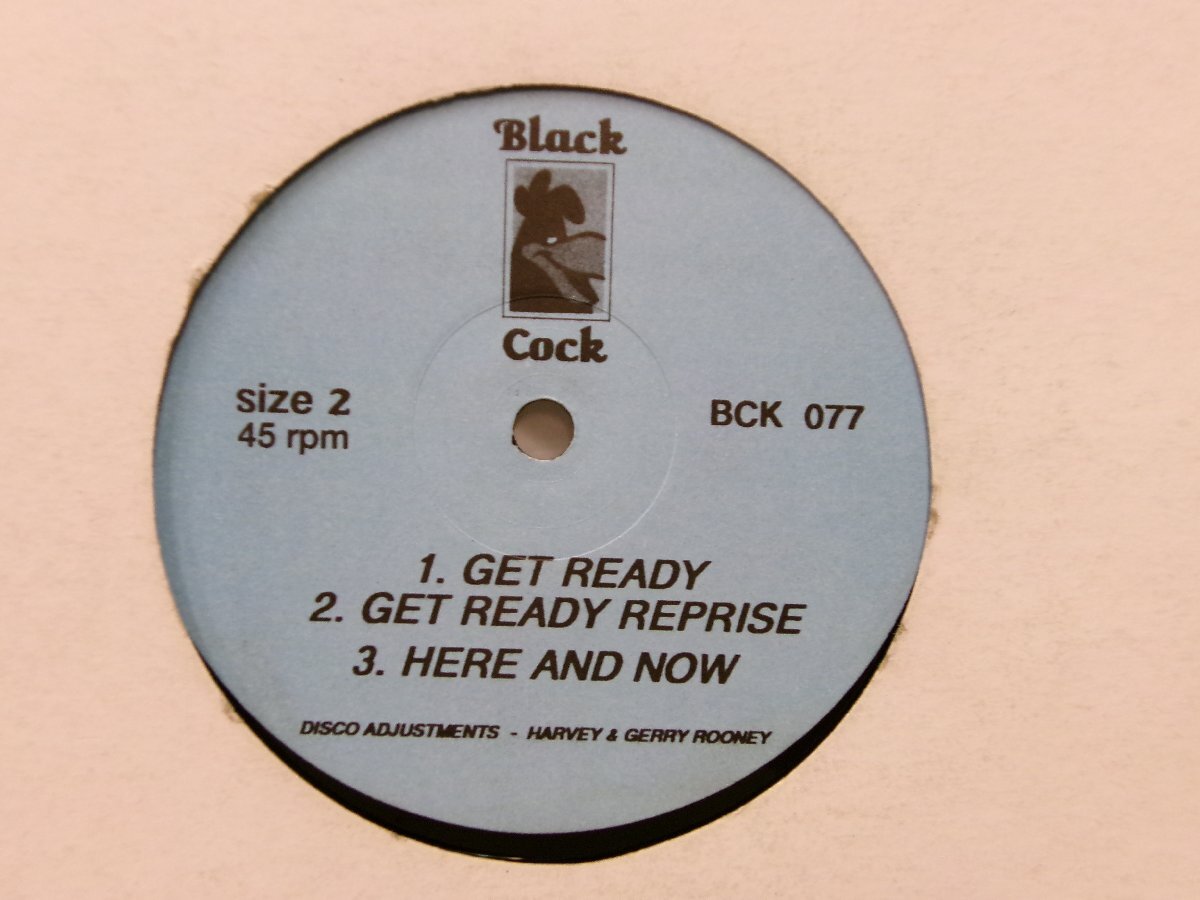 Black
Cock
size 2
45 rpm
BCK 077
1. GET READY
2. GET READY REPRISE
3. HERE AND NOW
DISCO ADJUSTMENTS - HARVEY & GERRY ROONEY